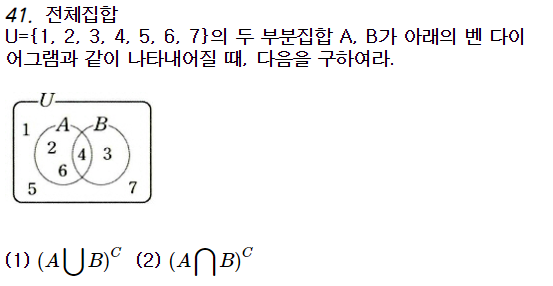 41. 전체집합
U={1, 2, 3, 4, 5, 6, 7}의 두 부분집합 A, B가 아래의 벤 다이
어그램과 같이 나타내어질 때, 다음을 구하여라.
U
1 A B
2 4 3
6
5 7
(1) (A⋃B)^C (2) (A⋂B)^C